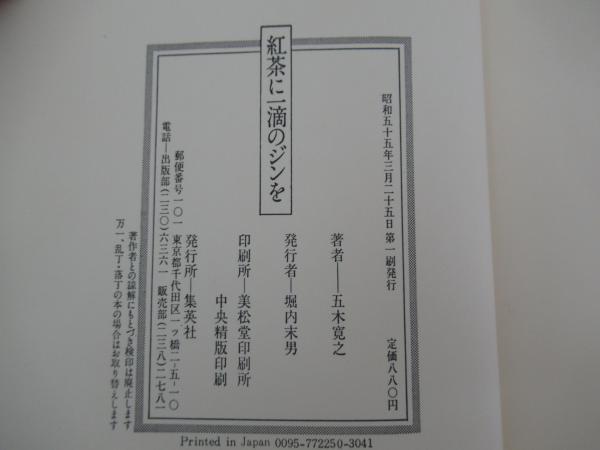 紅茶に一滴のジンを
昭和五十五年三月二十五日 第一刷発行
定価八八〇円
著者——五木寛之
発行者—堀内末男
印刷所—美松堂印刷所
中央精版印刷
発行所—集英社
郵便番号一〇一 東京都千代田区一ッ橋二-五-一〇
電話—出版部(二三〇)六三六一 販売部(二三八)二七八一
著作者との諒解にもとづき検印は廃止します
万一、乱丁・落丁の本の場合はお取り替えします
Printed in Japan 0095-772250-3041